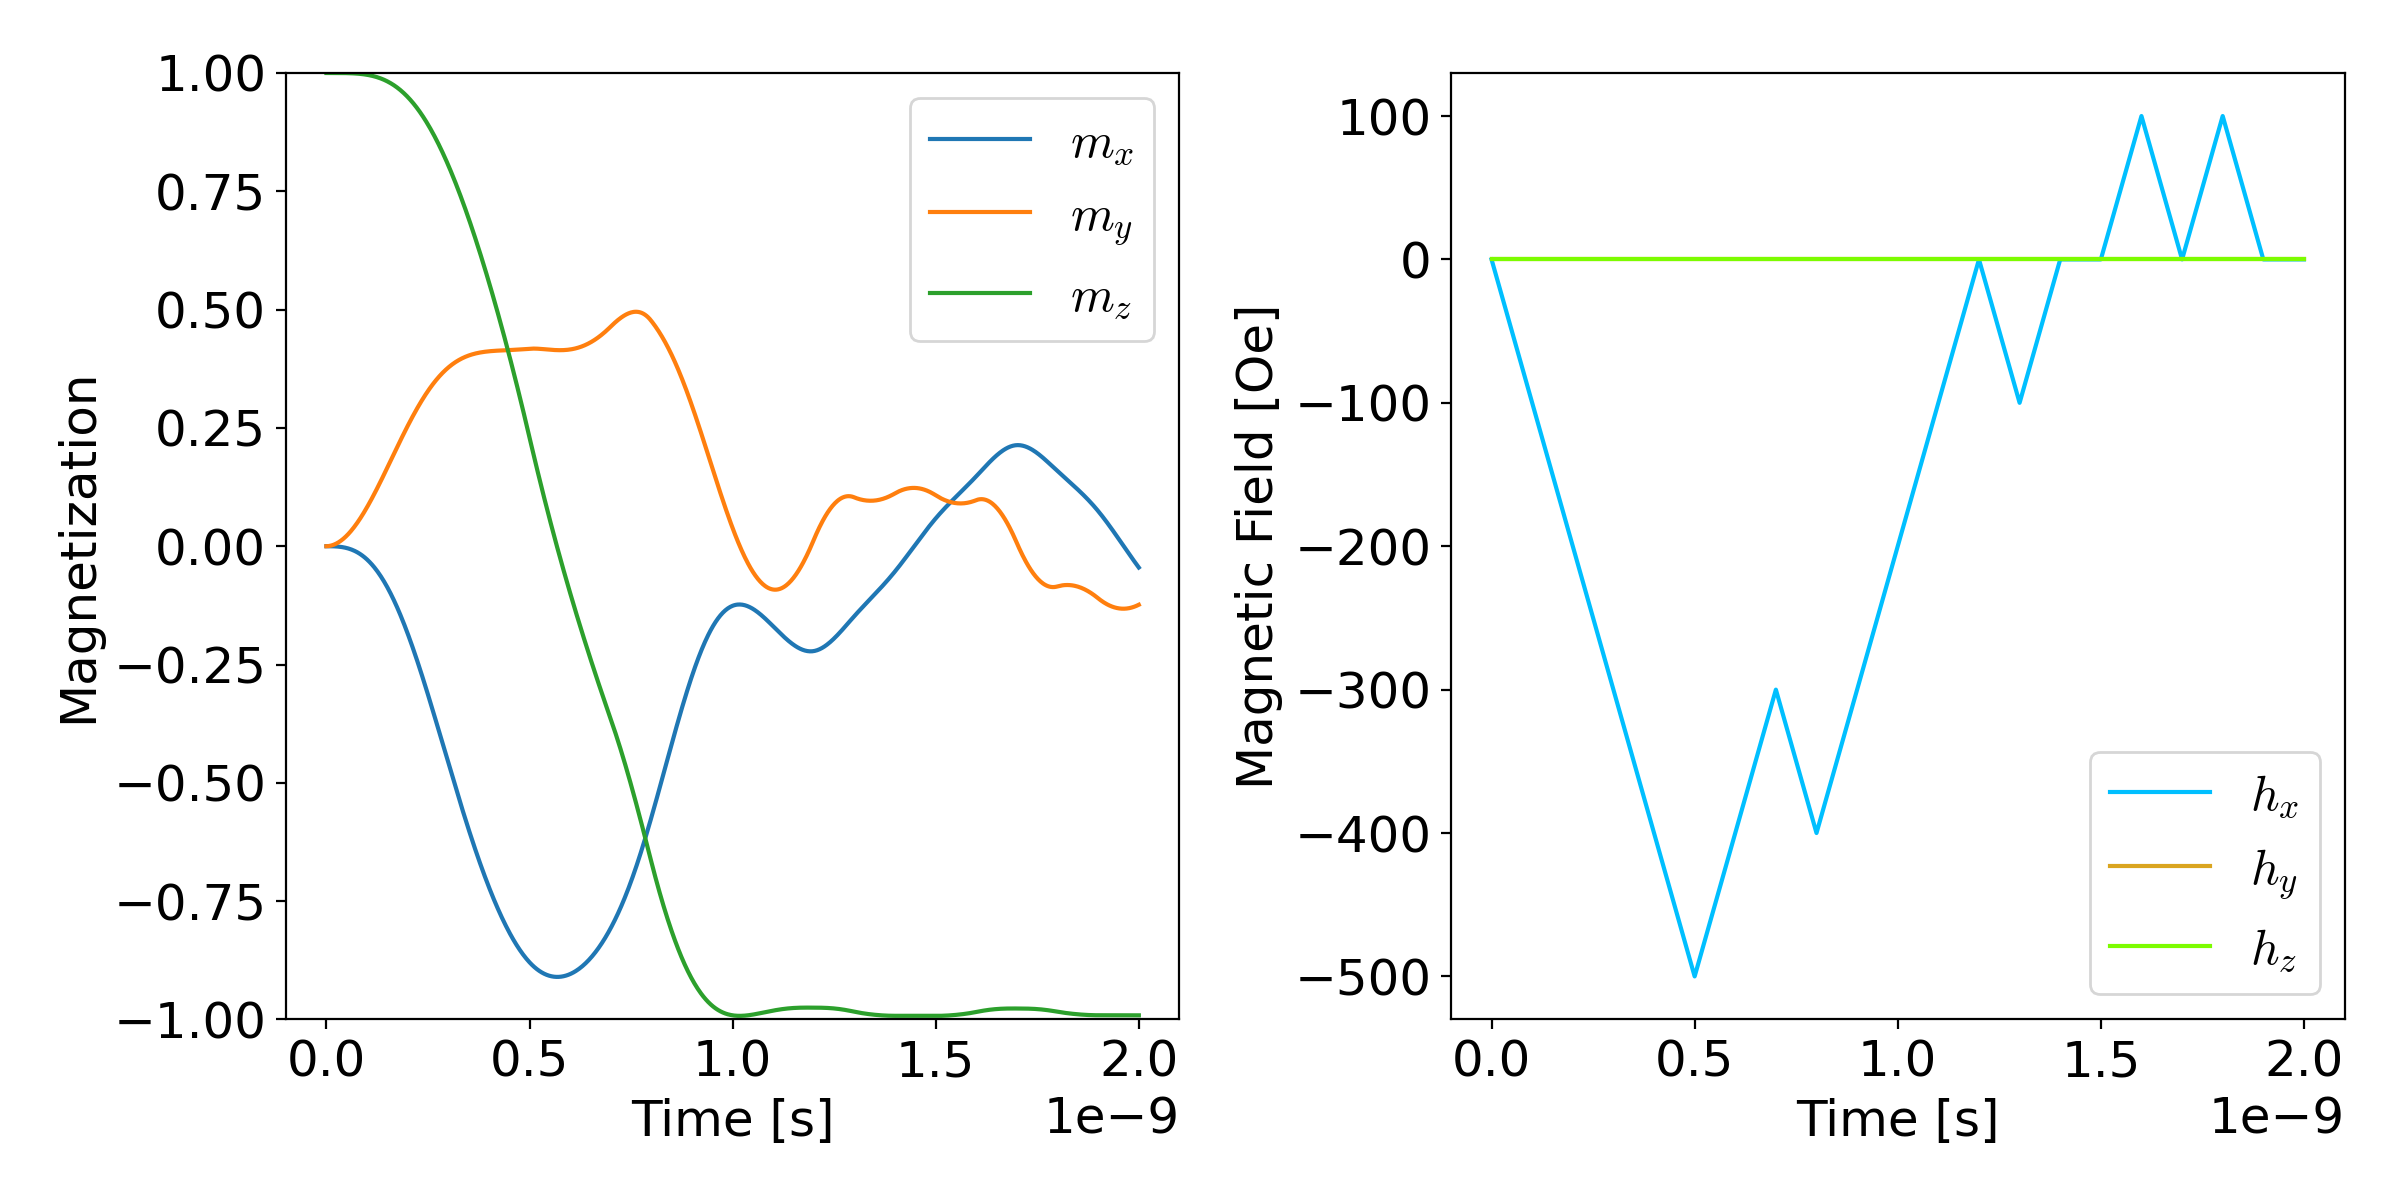 Magnetization
1.00
0.75
0.50
0.25
0.00
−0.25
−0.50
−0.75
−1.00
0.0 0.5 1.0 1.5 2.0
Time [s]
1e−9
m_x
m_y
m_z
Magnetic Field [Oe]
100
0
−100
−200
−300
−400
−500
0.0 0.5 1.0 1.5 2.0
Time [s]
1e−9
h_x
h_y
h_z